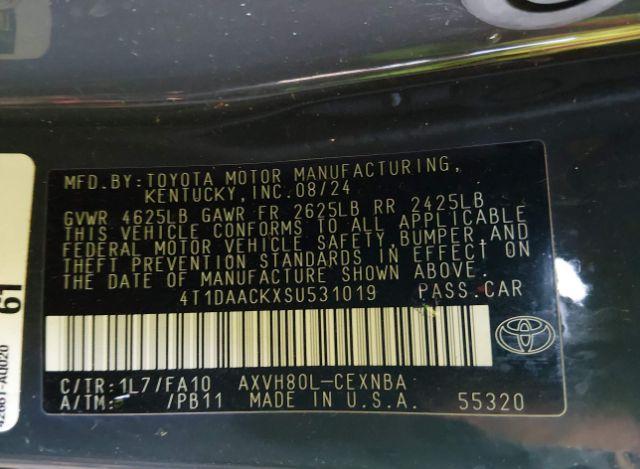 MFD.BY:TOYOTA MOTOR MANUFACTURING,
KENTUCKY,INC.08/24
GVWR 4625LB GAWR FR 2625LB RR 2425LB
THIS VEHICLE CONFORMS TO ALL APPLICABLE
FEDERAL MOTOR VEHICLE SAFETY,BUMPER,AND
THEFT PREVENTION STANDARDS IN EFFECT ON
THE DATE OF MANUFACTURE SHOWN ABOVE.
4T1DAACKXSU531019 PASS.CAR
C/TR:1L7/FA10 AXVH80L-CEXNBA
A/TM: /PB11 MADE IN U.S.A. 55320
61